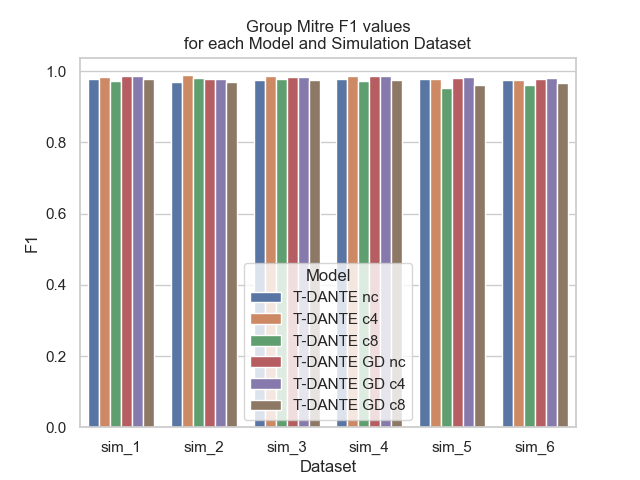 Group Mitre F1 values
for each Model and Simulation Dataset
1.0
0.8
0.6
0.4
0.2
0.0
F1
Model
T-DANTE nc
T-DANTE c4
T-DANTE c8
T-DANTE GD nc
T-DANTE GD c4
T-DANTE GD c8
sim_1
sim_2
sim_3
sim_4
sim_5
sim_6
Dataset